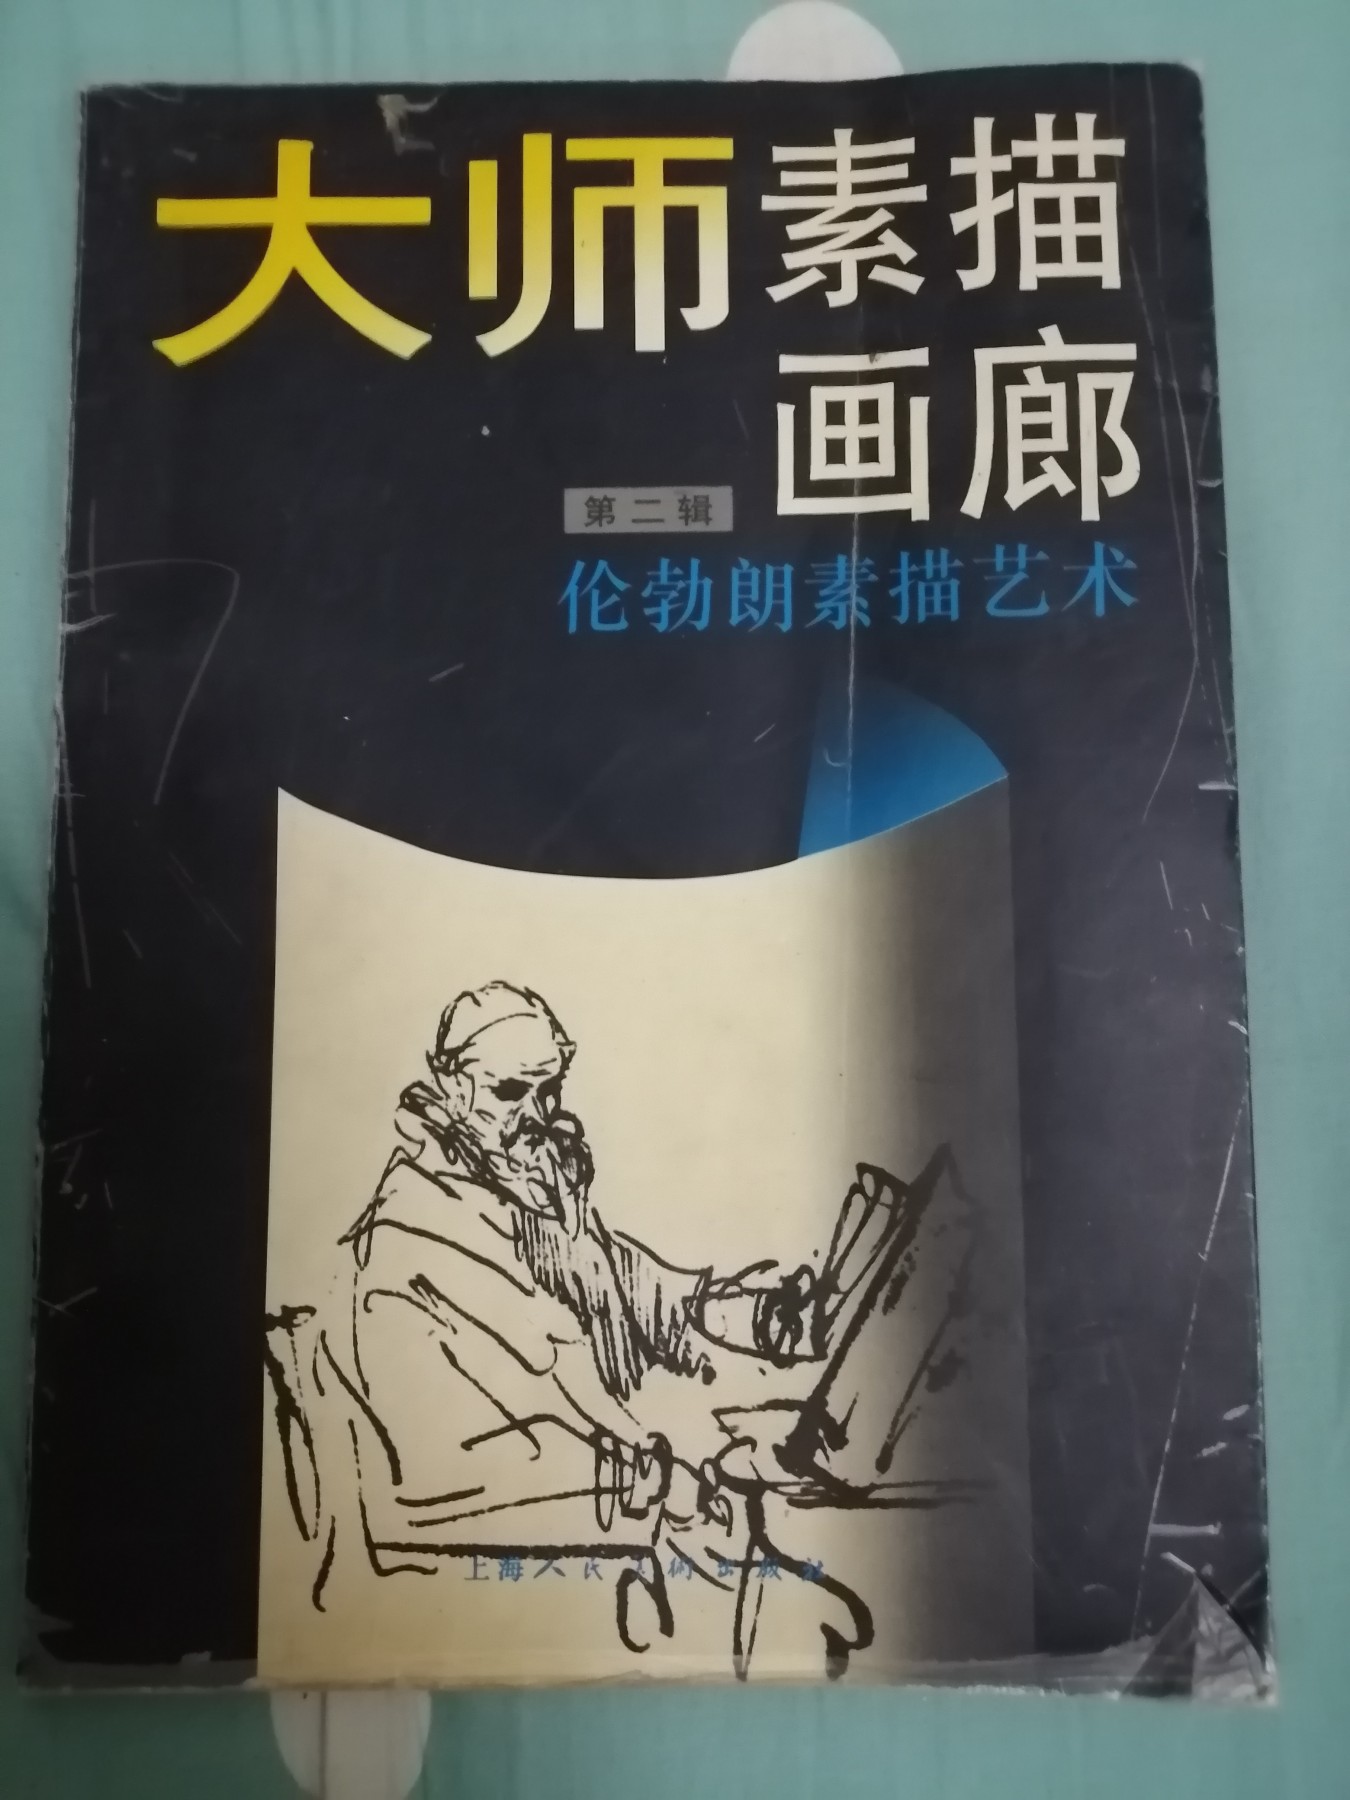 大师素描
画廊
第二辑
伦勃朗素描艺术
上海人民美術出版社